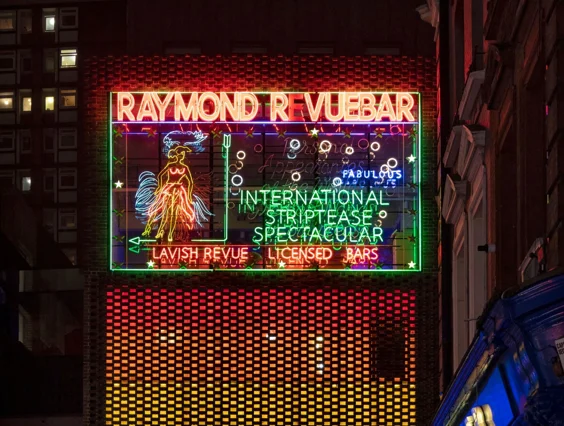 RAYMOND REVUEBAR
FABULOUS
INTERNATIONAL
STRIPTEASE
SPECTACULAR
LAVISH REVUE LICENSED BARS